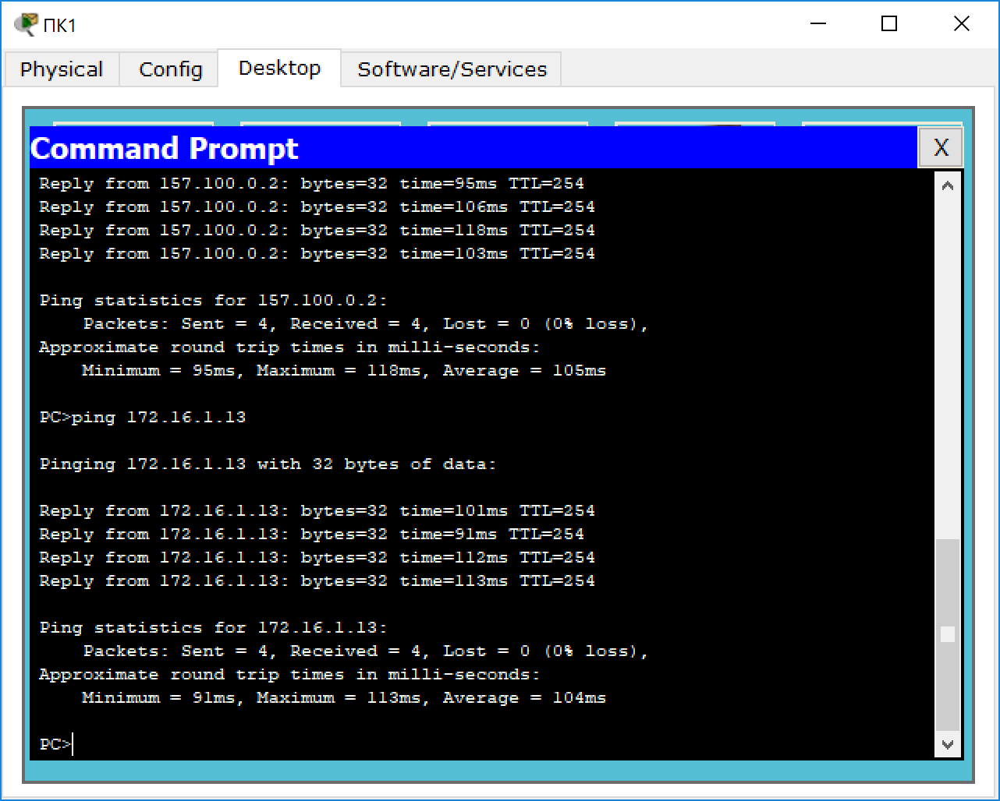 ПК1
Physical Config Desktop Software/Services
Command Prompt X
Reply from 157.100.0.2: bytes=32 time=95ms TTL=254
Reply from 157.100.0.2: bytes=32 time=106ms TTL=254
Reply from 157.100.0.2: bytes=32 time=118ms TTL=254
Reply from 157.100.0.2: bytes=32 time=103ms TTL=254
Ping statistics for 157.100.0.2:
Packets: Sent = 4, Received = 4, Lost = 0 (0% loss),
Approximate round trip times in milli-seconds:
Minimum = 95ms, Maximum = 118ms, Average = 105ms
PC>ping 172.16.1.13
Pinging 172.16.1.13 with 32 bytes of data:
Reply from 172.16.1.13: bytes=32 time=101ms TTL=254
Reply from 172.16.1.13: bytes=32 time=91ms TTL=254
Reply from 172.16.1.13: bytes=32 time=112ms TTL=254
Reply from 172.16.1.13: bytes=32 time=113ms TTL=254
Ping statistics for 172.16.1.13:
Packets: Sent = 4, Received = 4, Lost = 0 (0% loss),
Approximate round trip times in milli-seconds:
Minimum = 91ms, Maximum = 113ms, Average = 104ms
PC>